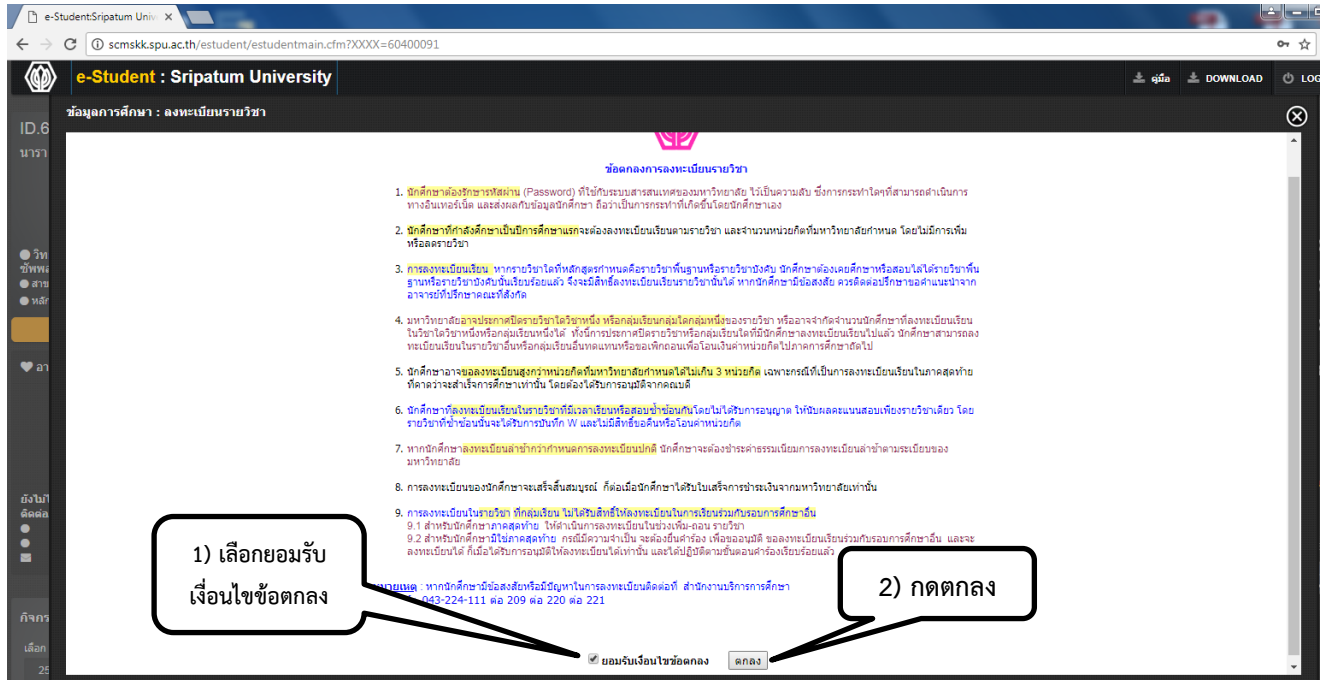 e-Student:Sripatum Univ
scmskk.spu.ac.th/estudent/estudentmain.cfm?XXXX=60400091
e-Student : Sripatum University
คู่มือ DOWNLOAD LOG
ข้อมูลการศึกษา : ลงทะเบียนรายวิชา
ID.6
นารา
ข้อตกลงการลงทะเบียนรายวิชา
1. นักศึกษาต้องรักษารหัสผ่าน (Password) ที่ใช้กับระบบสารสนเทศของมหาวิทยาลัย ไว้เป็นความลับ ซึ่งการกระทำใดๆที่สามารถดำเนินการ
ทางอินเทอร์เน็ต และส่งผลกับข้อมูลนักศึกษา ถือว่าเป็นการกระทำที่เกิดขึ้นโดยนักศึกษาเอง
2. นักศึกษาที่กำลังศึกษาเป็นปีการศึกษาแรกจะต้องลงทะเบียนเรียนตามรายวิชา และจำนวนหน่วยกิตที่มหาวิทยาลัยกำหนด โดยไม่มีการเพิ่ม
หรือลดรายวิชา
3. การลงทะเบียนเรียน หากรายวิชาใดที่หลักสูตรกำหนดคือรายวิชาพื้นฐานหรือรายวิชาบังคับ นักศึกษาต้องเคยศึกษาหรือสอบไล่ได้รายวิชาพื้น
ฐานหรือรายวิชาบังคับนั้นเรียบร้อยแล้ว จึงจะมีสิทธิ์ลงทะเบียนเรียนรายวิชานั้นได้ หากนักศึกษามีข้อสงสัย ควรติดต่อปรึกษาขอคำแนะนำจาก
อาจารย์ที่ปรึกษาคณะที่สังกัด
4. มหาวิทยาลัยอาจประกาศปิดรายวิชาใดวิชาหนึ่ง หรือกลุ่มเรียนกลุ่มใดกลุ่มหนึ่งของรายวิชา หรืออาจจำกัดจำนวนนักศึกษาที่ลงทะเบียนเรียน
ในวิชาใดวิชาหนึ่งหรือกลุ่มเรียนหนึ่งได้ ทั้งนี้การประกาศปิดรายวิชาหรือกลุ่มเรียนใดที่มีนักศึกษาลงทะเบียนเรียนไปแล้ว นักศึกษาสามารถลง
ทะเบียนเรียนในรายวิชาอื่นหรือกลุ่มเรียนอื่นทดแทนหรือขอเพิกถอนเพื่อโอนเงินค่าหน่วยกิตไปภาคการศึกษาถัดไป
5. นักศึกษาอาจขอลงทะเบียนสูงกว่าหน่วยกิตที่มหาวิทยาลัยกำหนดได้ไม่เกิน 3 หน่วยกิต เฉพาะกรณีที่เป็นการลงทะเบียนเรียนในภาคสุดท้าย
ที่คาดว่าจะสำเร็จการศึกษาเท่านั้น โดยต้องได้รับการอนุมัติจากคณบดี
6. นักศึกษาที่ลงทะเบียนเรียนในรายวิชาที่มีเวลาเรียนหรือสอบซ้ำซ้อนกันโดยไม่ได้รับการอนุญาต ให้นับผลคะแนนสอบเพียงรายวิชาเดียว โดย
รายวิชาที่ซ้ำซ้อนนั้นจะได้รับการบันทึก W และไม่มีสิทธิ์ขอคืนหรือโอนค่าหน่วยกิต
7. หากนักศึกษาลงทะเบียนล่าช้ากว่ากำหนดการลงทะเบียนปกติ นักศึกษาจะต้องชำระค่าธรรมเนียมการลงทะเบียนล่าช้าตามระเบียบของ
มหาวิทยาลัย
8. การลงทะเบียนของนักศึกษาจะเสร็จสิ้นสมบูรณ์ ก็ต่อเมื่อนักศึกษาได้รับใบเสร็จการชำระเงินจากมหาวิทยาลัยเท่านั้น
9. การลงทะเบียนในรายวิชา ที่กลุ่มเรียน ไม่ได้รับสิทธิ์ให้ลงทะเบียนในการเรียนร่วมกับรอบการศึกษาอื่น
9.1 สำหรับนักศึกษาภาคสุดท้าย ให้ดำเนินการลงทะเบียนในช่วงเพิ่ม-ถอน รายวิชา
9.2 สำหรับนักศึกษามิใช่ภาคสุดท้าย กรณีมีความจำเป็น จะต้องยื่นคำร้อง เพื่อขออนุมัติ ขอลงทะเบียนเรียนร่วมกับรอบการศึกษาอื่น และจะ
ลงทะเบียนได้ ก็เมื่อได้รับการอนุมัติให้ลงทะเบียนได้เท่านั้น และได้ปฏิบัติตามขั้นตอนคำร้องเรียบร้อยแล้ว
มายเหตุ : หากนักศึกษามีข้อสงสัยหรือมีปัญหาในการลงทะเบียนติดต่อที่ สำนักงานบริการการศึกษา
043-224-111 ต่อ 209 ต่อ 220 ต่อ 221
1) เลือกยอมรับ
เงื่อนไขข้อตกลง
2) กดตกลง
ยอมรับเงื่อนไขข้อตกลง ตกลง
วิท
ชัพพล
สาข
หลัก
อา
ยังไม่ไ
ติดต่อ
กิจกร
เลือก
25